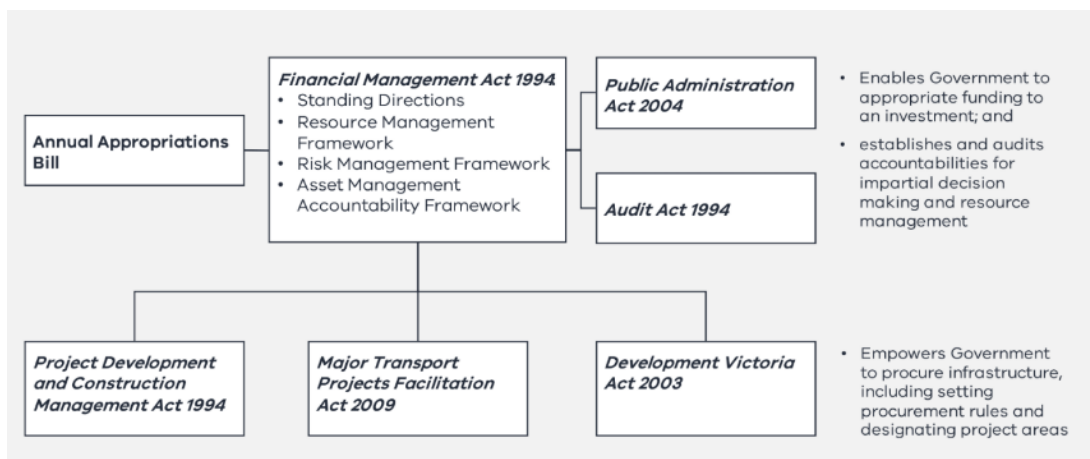 Annual Appropriations
Bill
Financial Management Act 1994
• Standing Directions
• Resource Management
Framework
• Risk Management Framework
• Asset Management
Accountability Framework
Public Administration
Act 2004
Audit Act 1994
• Enables Government to
appropriate funding to
an investment; and
• establishes and audits
accountabilities for
impartial decision
making and resource
management
Project Development
and Construction
Management Act 1994
Major Transport
Projects Facilitation
Act 2009
Development Victoria
Act 2003
• Empowers Government
to procure infrastructure,
including setting
procurement rules and
designating project areas